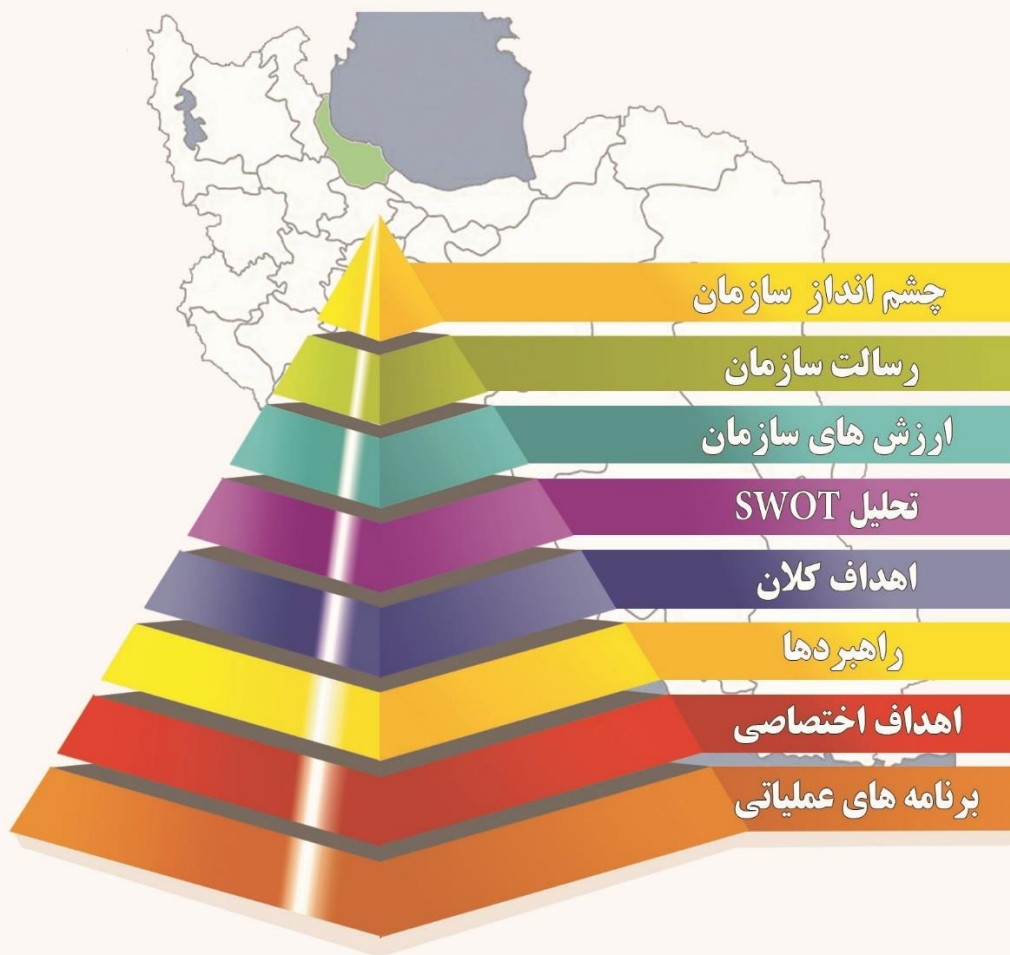 چشم انداز سازمان
رسالت سازمان
ارزش های سازمان
تحلیل SWOT
اهداف کلان
راهبردها
اهداف اختصاصی
برنامه های عملیاتی